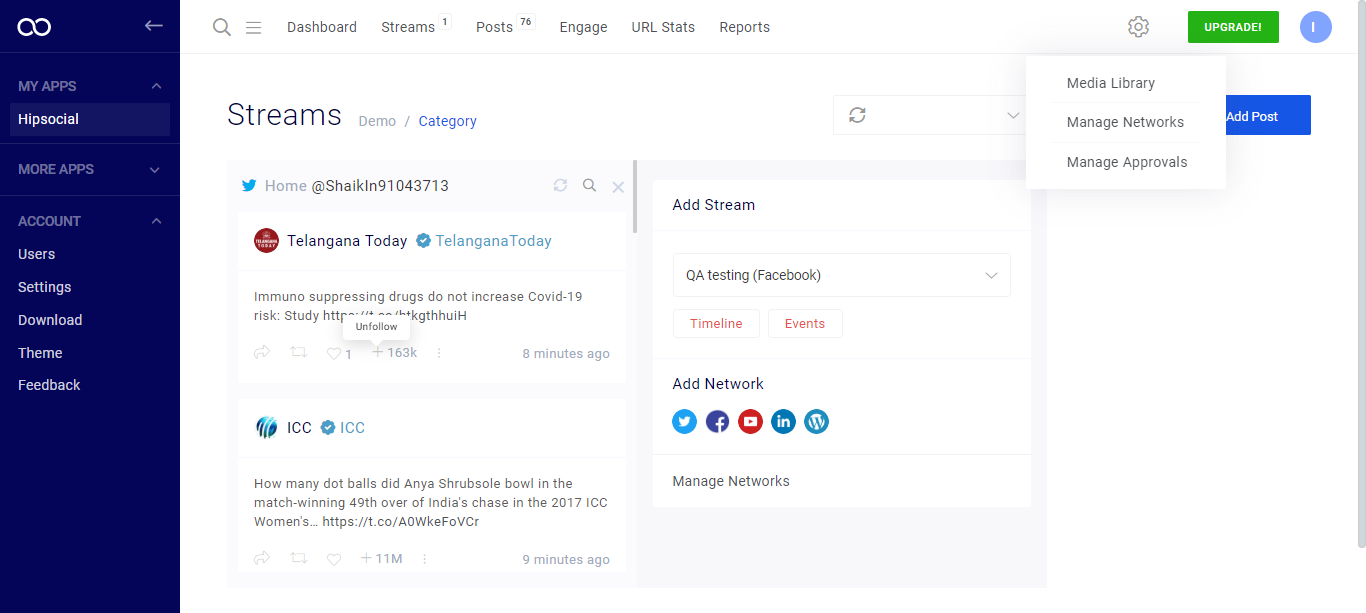 Dashboard Streams 1 Posts 76 Engage URL Stats Reports UPGRADE! I
MY APPS
Hipsocial
MORE APPS
ACCOUNT
Users
Settings
Download
Theme
Feedback
Media Library
Manage Networks
Manage Approvals
Streams Demo / Category
Add Post
Home @ShaikIn91043713
Telangana Today TelanganaToday
Immuno suppressing drugs do not increase Covid-19
risk: Study
Unfollow
1 163k 8 minutes ago
ICC ICC
How many dot balls did Anya Shrubsole bowl in the
match-winning 49th over of India's chase in the 2017 ICC
Women's… https://t.co/A0WkeFoVCr
11M 9 minutes ago
Add Stream
QA testing (Facebook)
Timeline Events
Add Network
Manage Networks